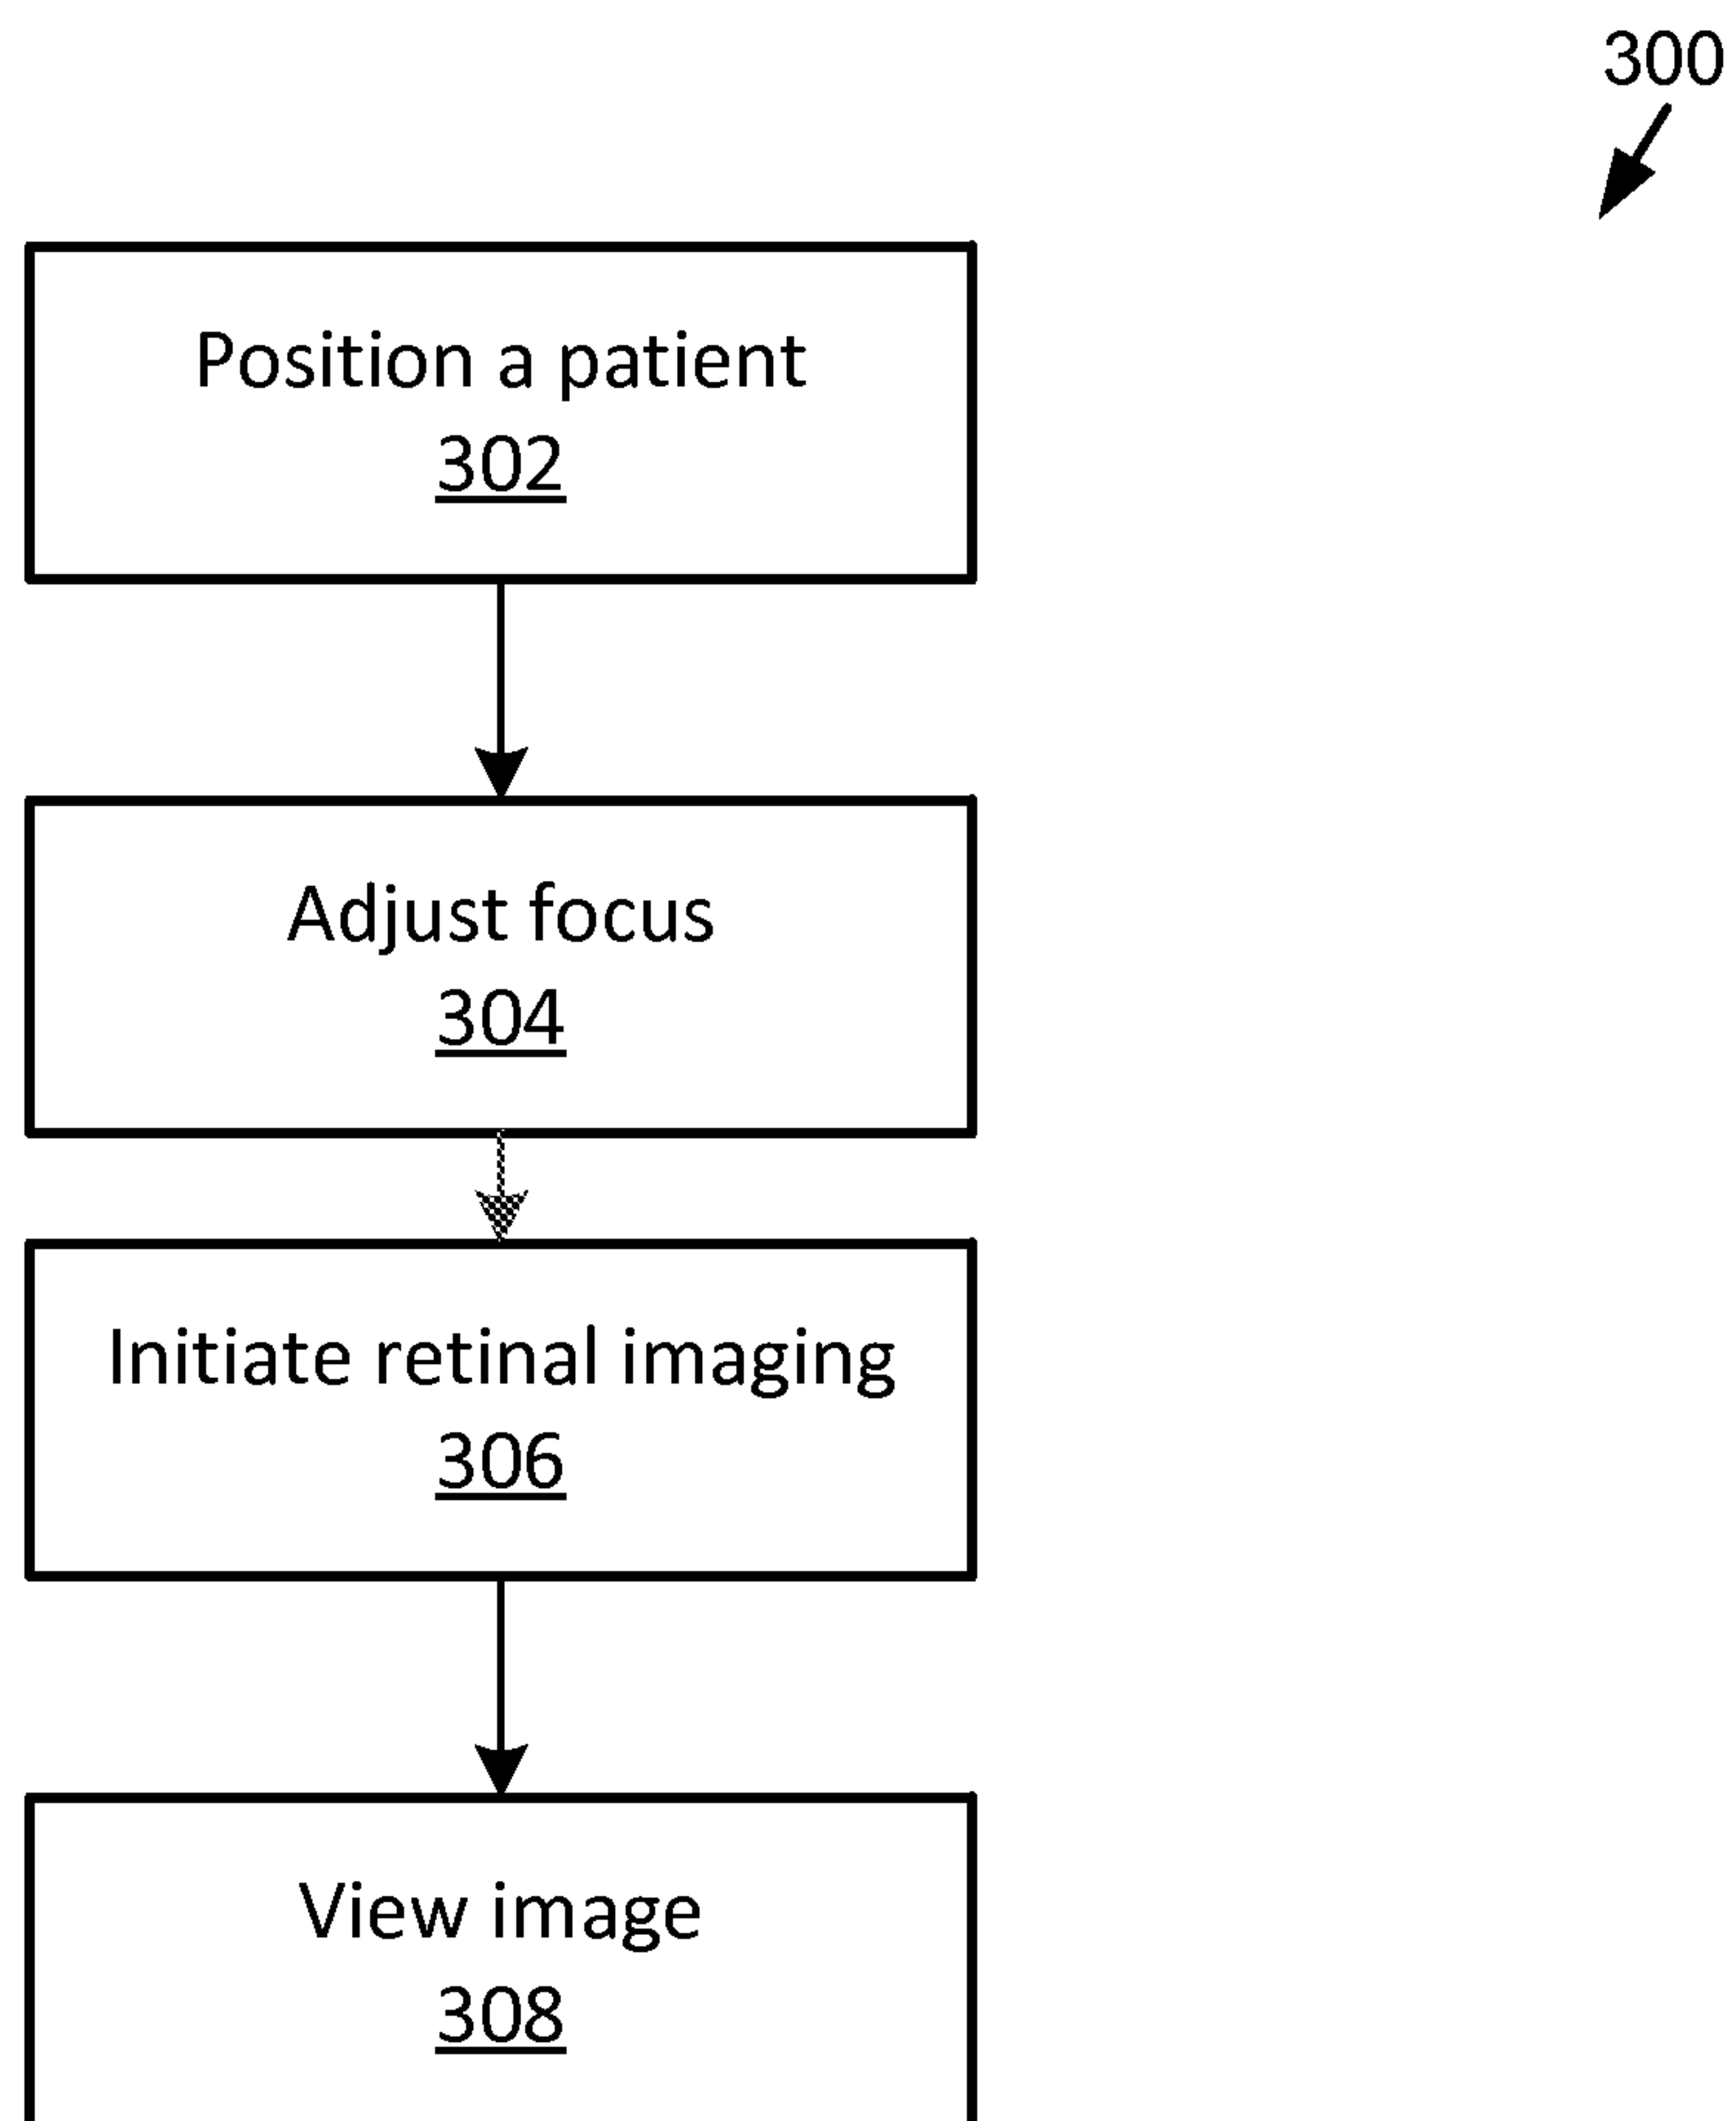 300
Position a patient
302
Adjust focus
304
Initiate retinal imaging
306
View image
308